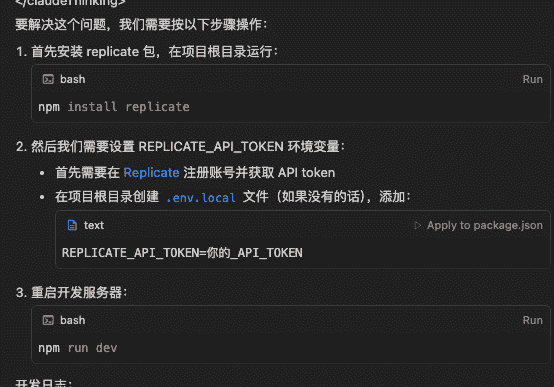 </claudeThinking>
要解决这个问题，我们需要按以下步骤操作：
1. 首先安装 replicate 包，在项目根目录运行：
bash Run
npm install replicate
2. 然后我们需要设置 REPLICATE_API_TOKEN 环境变量：
• 首先需要在 Replicate 注册账号并获取 API token
• 在项目根目录创建 .env.local 文件（如果没有的话），添加：
text Apply to package.json
REPLICATE_API_TOKEN=你的_API_TOKEN
3. 重启开发服务器：
bash Run
npm run dev
开发日志：